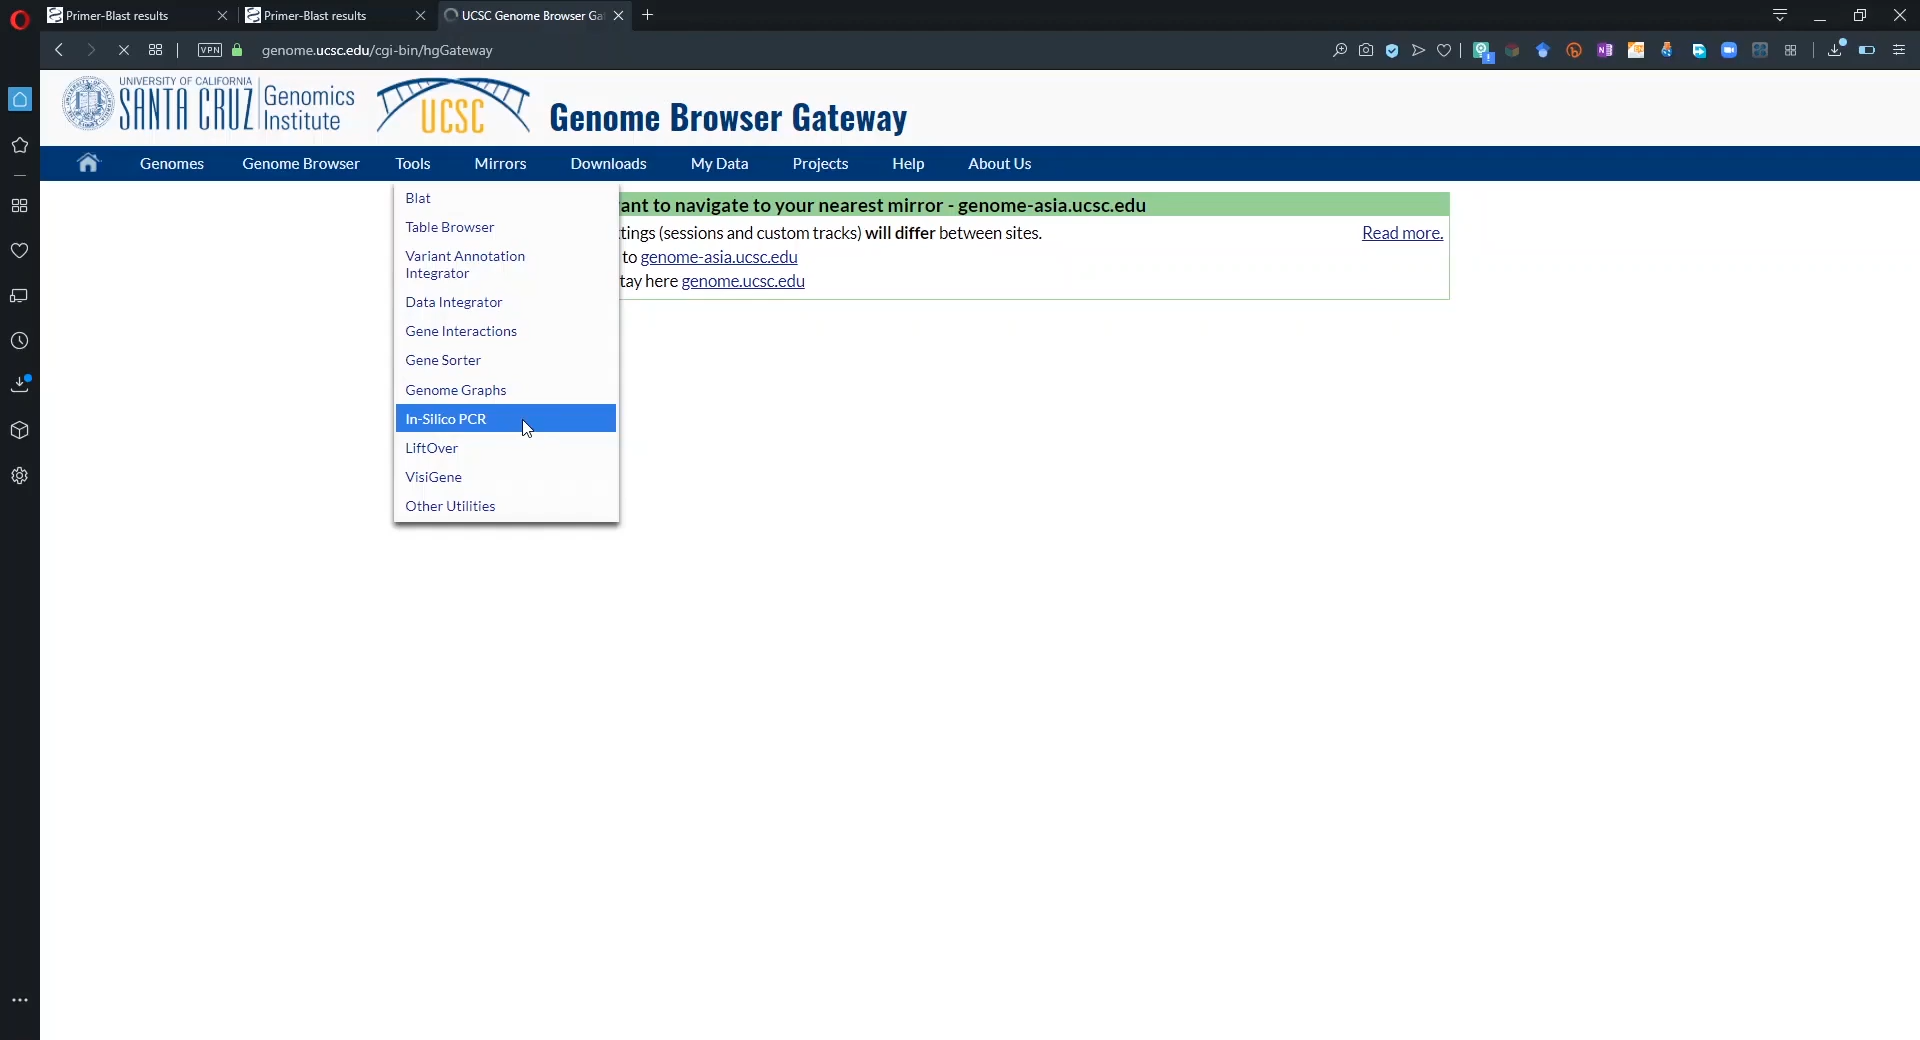 Primer-Blast results
Primer-Blast results
UCSC Genome Browser Ga
VPN
genome.ucsc.edu/cgi-bin/hgGateway
UNIVERSITY OF CALIFORNIA
SANTA CRUZ
Genomics
Institute
UCSC
Genome Browser Gateway
Genomes
Genome Browser
Tools
Mirrors
Downloads
My Data
Projects
Help
About Us
Blat
Table Browser
Variant Annotation
Integrator
Data Integrator
Gene Interactions
Gene Sorter
Genome Graphs
In-Silico PCR
LiftOver
VisiGene
Other Utilities
ant to navigate to your nearest mirror - genome-asia.ucsc.edu
tings (sessions and custom tracks) will differ between sites.
Read more.
to genome-asia.ucsc.edu
tay here genome.ucsc.edu